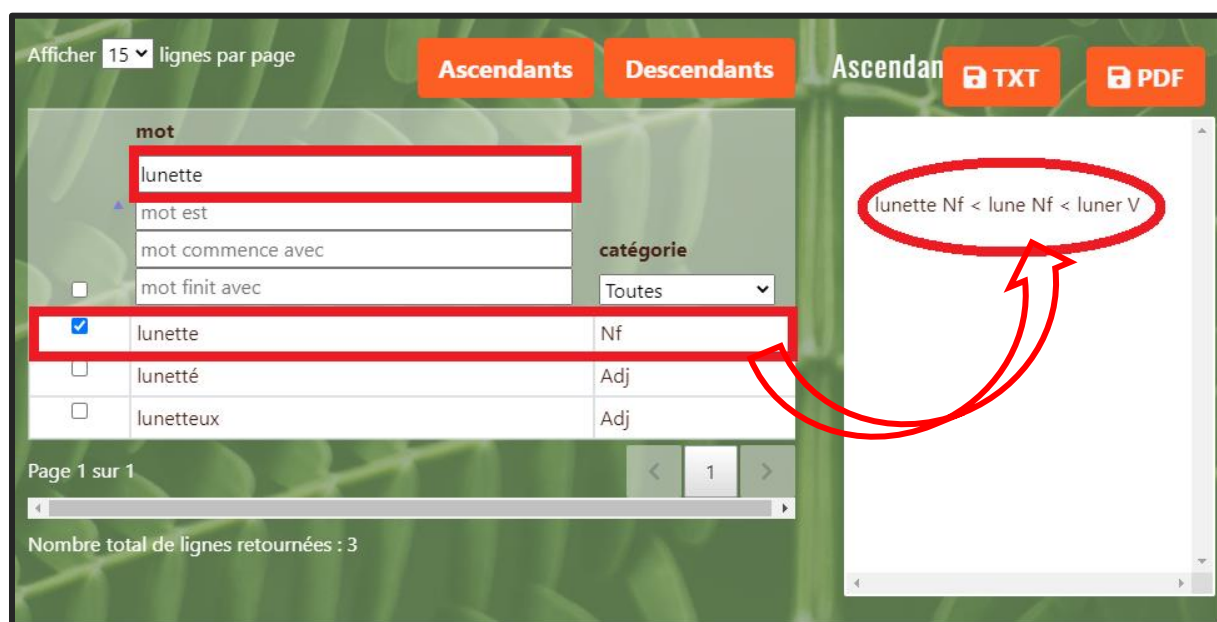 Afficher 15 lignes par page
Ascendants
Descendants
mot
lunette
mot est
mot commence avec
mot finit avec
catégorie
Toutes
lunette Nf
lunetté Adj
lunetteux Adj
Page 1 sur 1
< 1 >
Nombre total de lignes retournées : 3
Ascendan
TXT
PDF
lunette Nf < lune Nf < luner V